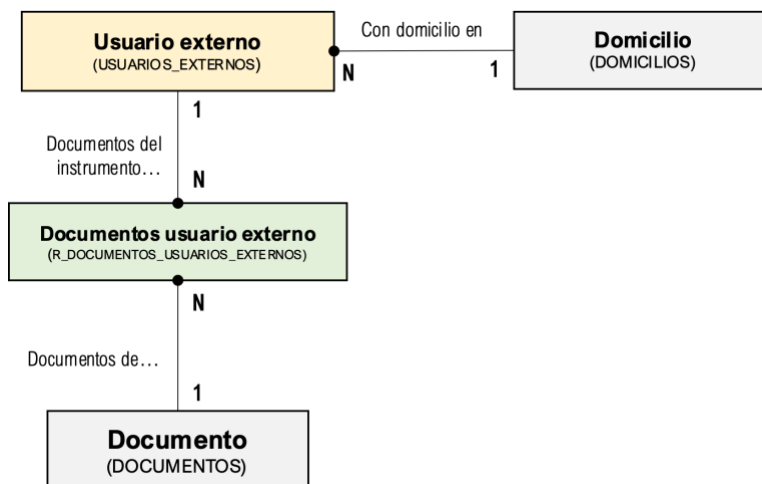 Usuario externo
(USUARIOS_EXTERNOS)
Con domicilio en
Domicilio
(DOMICILIOS)
N
1
1
Documentos del
instrumento…
N
Documentos usuario externo
(R_DOCUMENTOS_USUARIOS_EXTERNOS)
N
Documentos de…
1
Documento
(DOCUMENTOS)